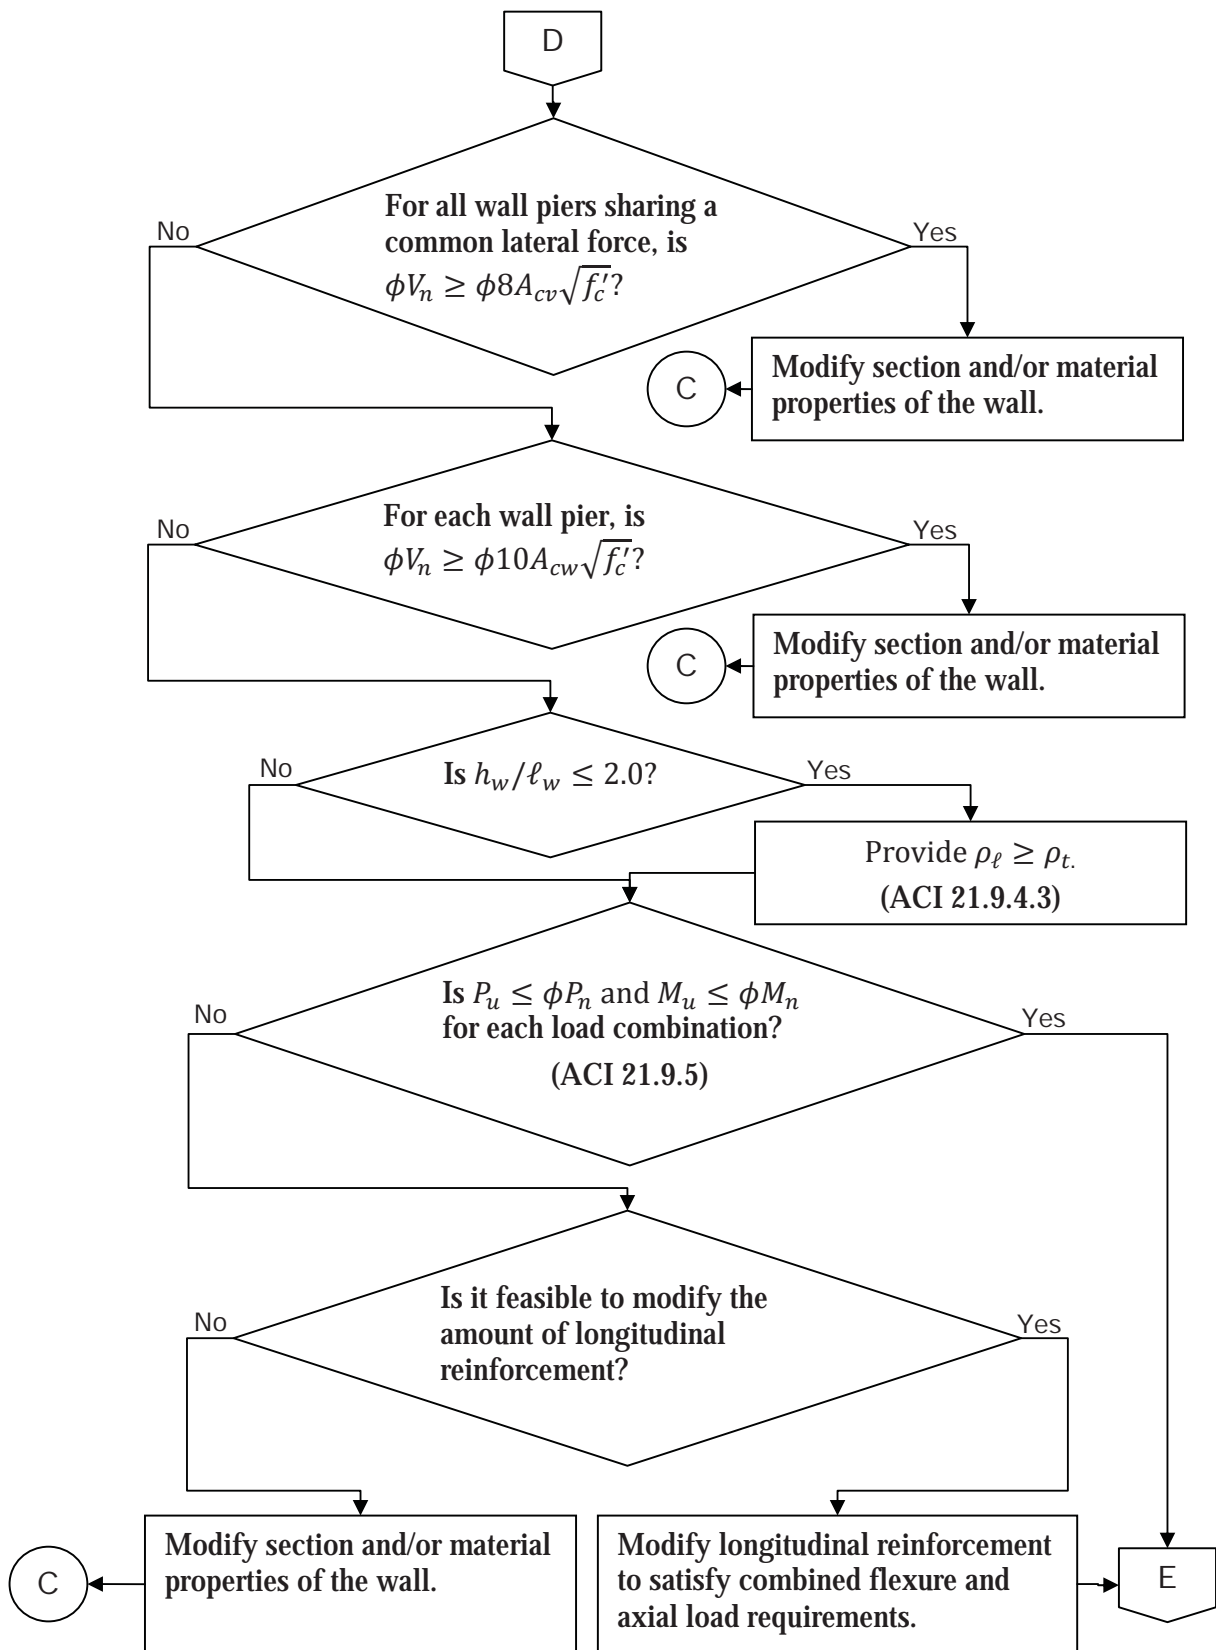 D
For all wall piers sharing a
common lateral force, is
ϕVₙ ≥ ϕ8A_cv√f′c?
No
Yes
Modify section and/or material
properties of the wall.
C
For each wall pier, is
ϕVₙ ≥ ϕ10A_cw√f′c?
No
Yes
Modify section and/or material
properties of the wall.
C
Is h_w/ℓ_w ≤ 2.0?
No
Yes
Provide ρ_ℓ ≥ ρ_t.
(ACI 21.9.4.3)
Is P_u ≤ ϕP_n and M_u ≤ ϕM_n
for each load combination?
(ACI 21.9.5)
No
Yes
Is it feasible to modify the
amount of longitudinal
reinforcement?
No
Yes
Modify section and/or material
properties of the wall.
C
Modify longitudinal reinforcement
to satisfy combined flexure and
axial load requirements.
E